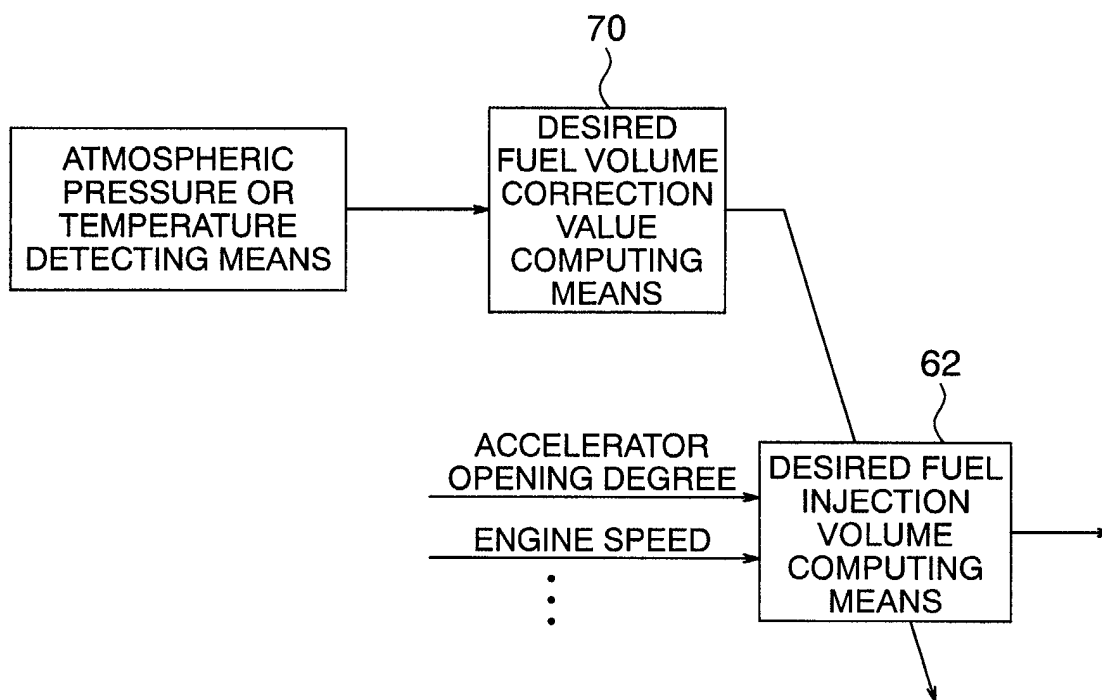 70
ATMOSPHERIC
PRESSURE OR
TEMPERATURE
DETECTING MEANS
DESIRED
FUEL VOLUME
CORRECTION
VALUE
COMPUTING
MEANS
62
ACCELERATOR
OPENING DEGREE
ENGINE SPEED
DESIRED FUEL
INJECTION
VOLUME
COMPUTING
MEANS